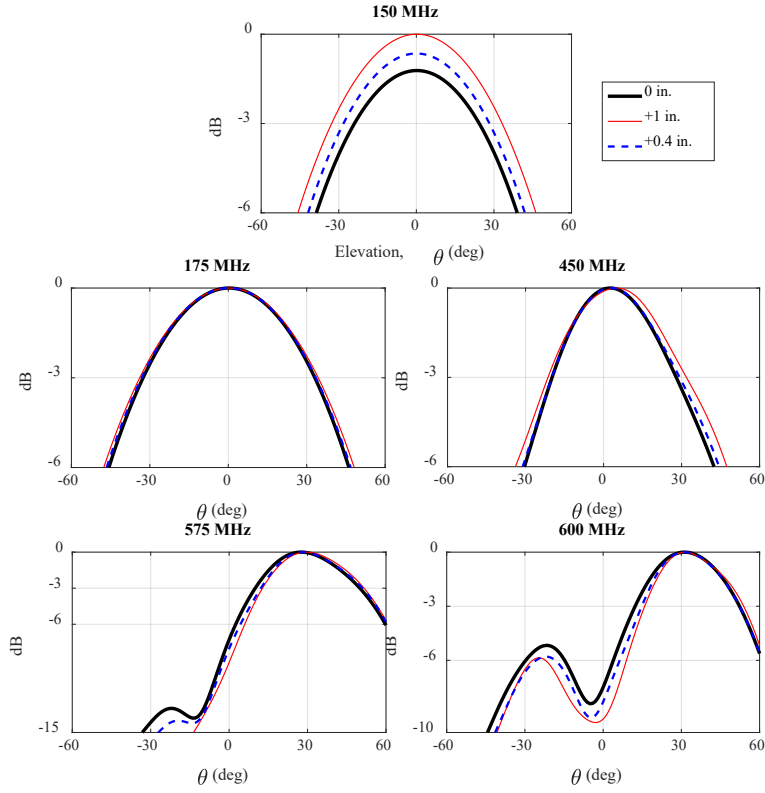 150 MHz
0
-3
-6
dB
-60 -30 0 30 60
Elevation, θ (deg)
0 in.
+1 in.
+0.4 in.
175 MHz
0
-3
-6
dB
-60 -30 0 30 60
θ (deg)
450 MHz
0
-3
-6
dB
-60 -30 0 30 60
θ (deg)
575 MHz
0
-3
-6
-15
dB
-60 -30 0 30 60
θ (deg)
600 MHz
0
-3
-6
-10
dB
-60 -30 0 30 60
θ (deg)